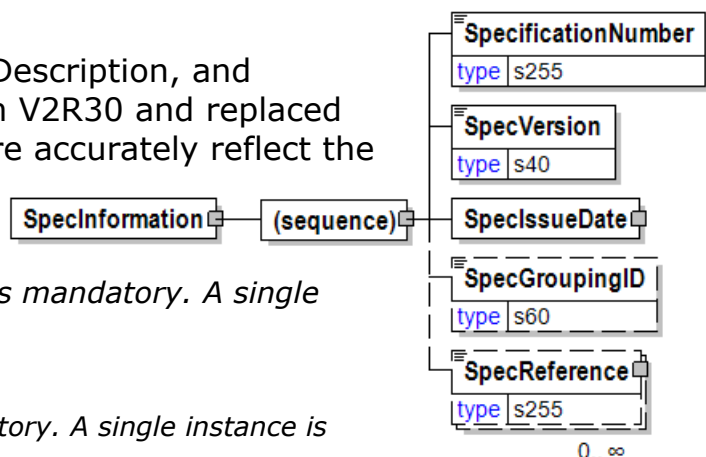 Description, and
V2R30 and replaced
re accurately reflect the
s mandatory. A single
tory. A single instance is
SpecInformation
(sequence)
SpecificationNumber
type s255
SpecVersion
type s40
SpecIssueDate
SpecGroupingID
type s60
SpecReference
type s255
0 ∞